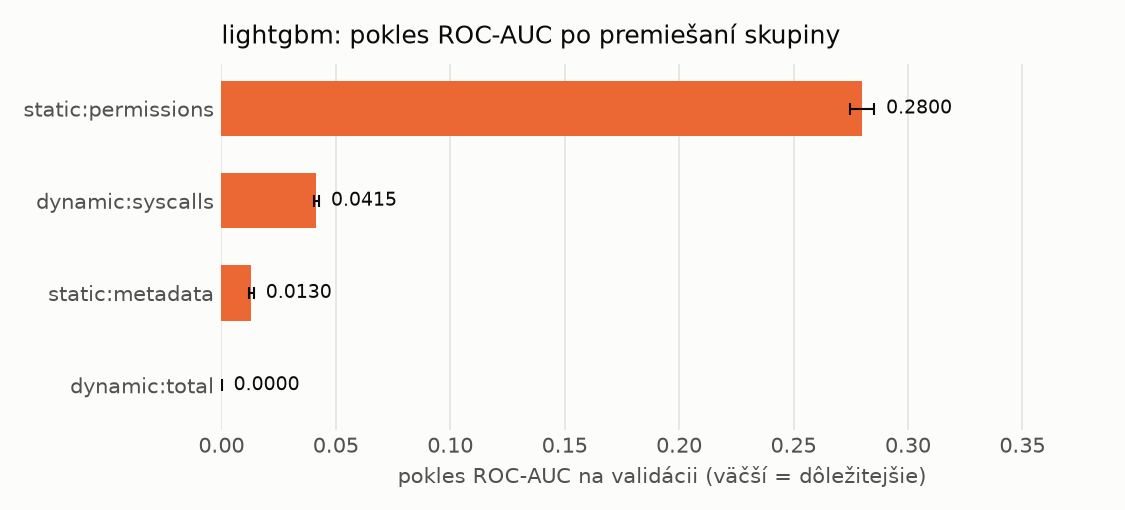 lightgbm: pokles ROC-AUC po premiešaní skupiny
static:permissions 0.2800
dynamic:syscalls 0.0415
static:metadata 0.0130
dynamic:total 0.0000
0.00 0.05 0.10 0.15 0.20 0.25 0.30 0.35
pokles ROC-AUC na validácii (väčší = dôležitejšie)